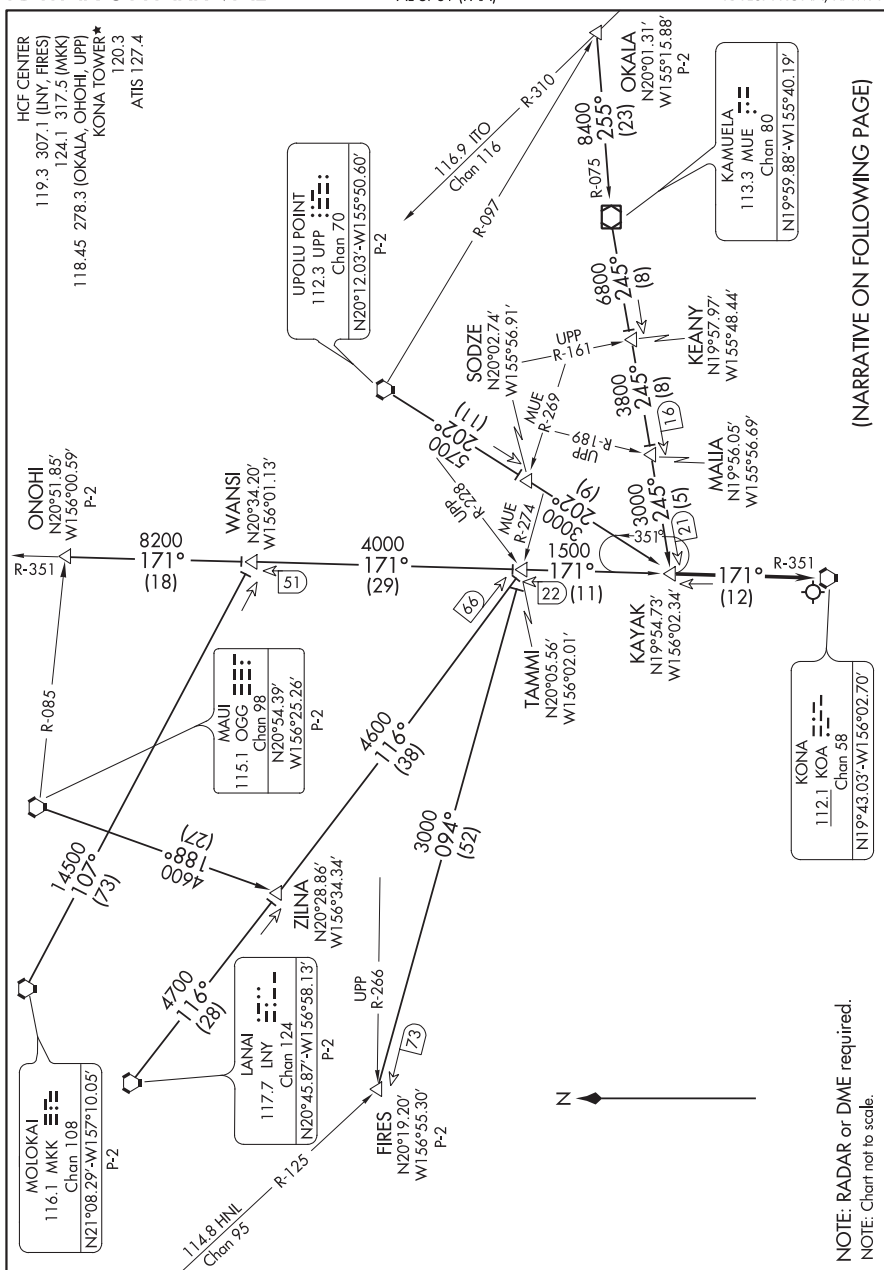 HCF CENTER
119.3 307.1 (LNY, FIRES)
124.1 317.5 (MKK)
118.45 278.3 (OKALA, OHOHI, UPP)
KONA TOWER★
120.3
ATIS 127.4
ONOHI
N20°51.85′
W156°00.59′
P-2
R-351
8200
171°
(18)
WANSI
N20°34.20′
W156°01.13′
51
4000
171°
(29)
R-085
MAUI
115.1 OGG
Chan 98
N20°54.39′
W156°25.26′
P-2
14500
107°
(73)
4600
188°
(27)
MOLOKAI
116.1 MKK
Chan 108
N21°08.29′-W157°10.05′
P-2
LANAI
117.7 LNY
Chan 124
N20°45.87′-W156°58.13′
P-2
4700
116°
(28)
ZILNA
N20°28.86′
W156°34.34′
4600
116°
(38)
66
UPP
R-266
73
FIRES
N20°19.20′
W156°55.30′
P-2
3000
094°
(52)
114.8 HNL
Chan 95
R-125
UPOLU POINT
112.3 UPP
Chan 70
N20°12.03′-W155°50.60′
P-2
116.9 ITO
Chan 116
R-310
R-097
OKALA
N20°01.31′
W155°15.88′
P-2
8400
255°
(23)
R-075
KAMUELA
113.3 MUE
Chan 80
N19°59.88′-W155°40.19′
6800
245°
(8)
KEANY
N19°57.97′
W155°48.44′
3800
245°
(8)
16
MALIA
N19°56.05′
W155°56.69′
3000
245°
(5)
21
SODZE
N20°02.74′
W155°56.91′
UPP
R-161
MUE
R-269
UPP
R-189
5700
202°
(11)
UPP
R-228
MUE
R-274
3000
202°
(9)
TAMMI
N20°05.56′
W156°02.01′
22
1500
171°
(11)
351°
KAYAK
N19°54.73′
W156°02.34′
171°
(12)
R-351
KONA
112.1 KOA
Chan 58
N19°43.03′-W156°02.70′
N
NOTE: RADAR or DME required.
NOTE: Chart not to scale.
(NARRATIVE ON FOLLOWING PAGE)